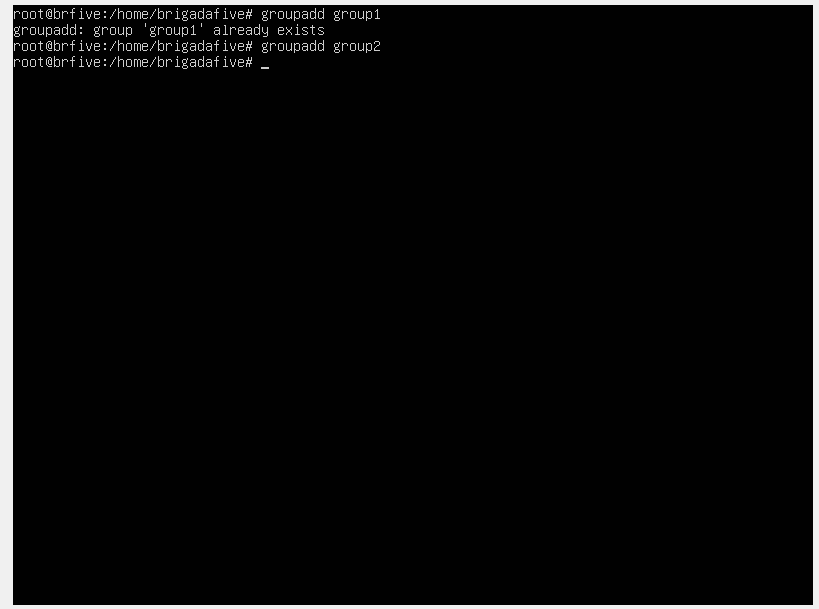 root@brfive:/home/brigadafive# groupadd group1
groupadd: group 'group1' already exists
root@brfive:/home/brigadafive# groupadd group2
root@brfive:/home/brigadafive# _